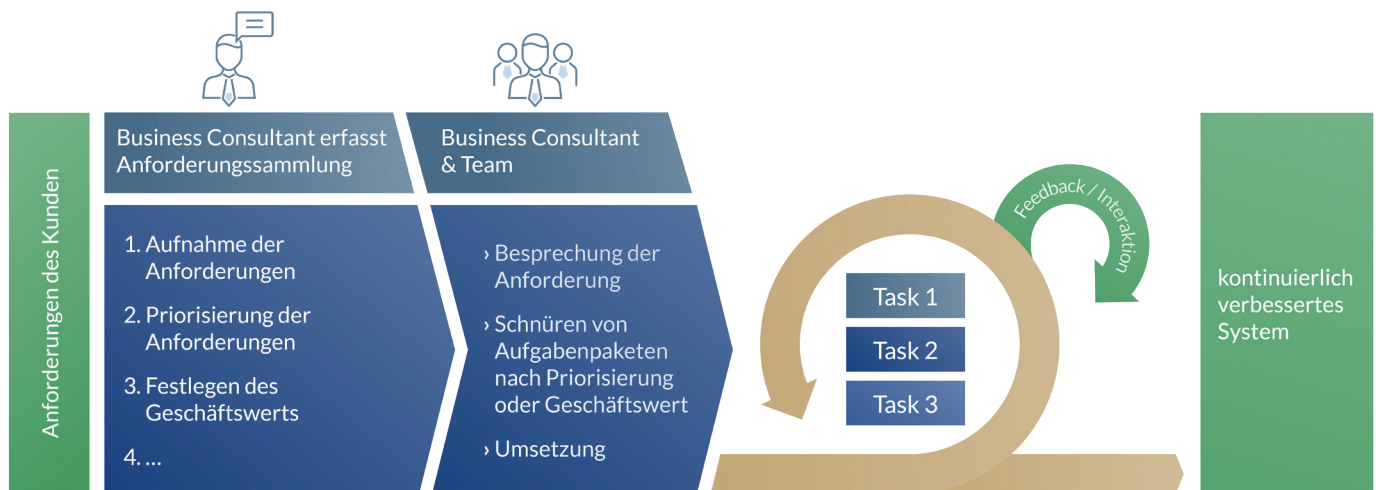 Anforderungen des Kunden
Business Consultant erfasst
Anforderungssammlung
1. Aufnahme der
Anforderungen
2. Priorisierung der
Anforderungen
3. Festlegen des
Geschäftswerts
4. ...
Business Consultant
& Team
› Besprechung der
Anforderung
› Schnüren von
Aufgabenpaketen
nach Priorisierung
oder Geschäftswert
› Umsetzung
Task 1
Task 2
Task 3
Feedback / Interaktion
kontinuierlich
verbessertes
System